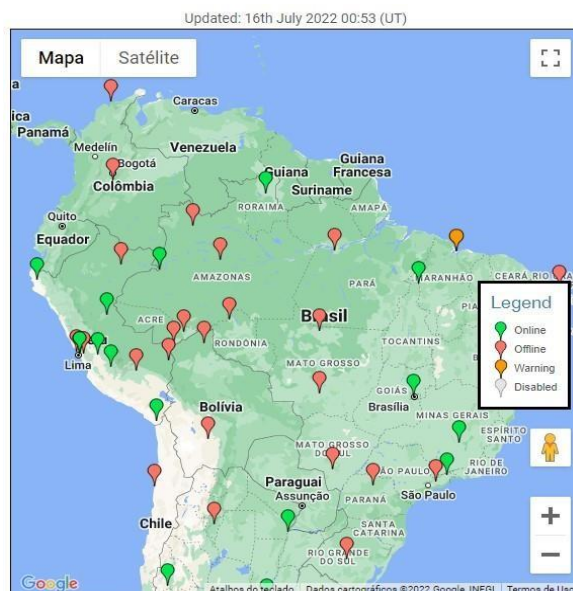 Updated: 16th July 2022 00:53 (UT)
Mapa
Satélite
Caracas
Panamá
Medelín
Venezuela
Bogotá
Colômbia
Guiana
Guiana
Francesa
Suriname
RORAIMA
AMAPÁ
Quito
Equador
AMAZONAS
PARÁ
MARANHÃO
CEARÁ
RIO GRA
ACRE
Brasil
RONDÔNIA
TOCANTINS
Lima
MATO GROSSO
GOIÁS
Brasília
Bolívia
MINAS GERAIS
ESPÍRITO
SANTO
MATO GROSSO
DO SUL
SÃO PAULO
RIO DE
JANEIRO
Paraguai
Assunção
São Paulo
PARANÁ
Chile
SANTA
CATARINA
RIO GRANDE
DO SUL
Legend
Online
Offline
Warning
Disabled
Google
Atalhos do teclado
Dados cartográficos ©2022 Google, INEGI
Termos de Uso